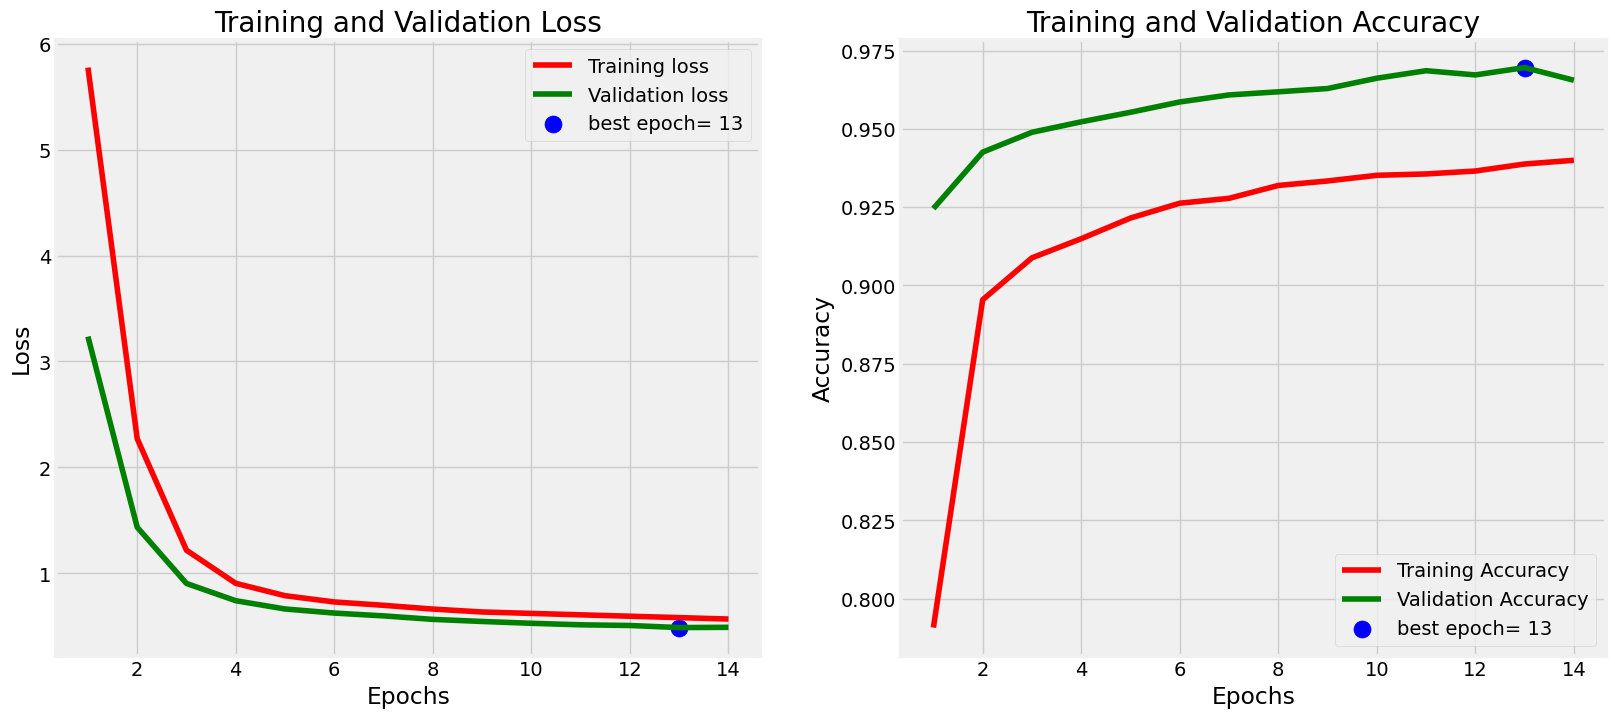 Training and Validation Loss
6
5
4
3
2
1
Loss
Training loss
Validation loss
best epoch= 13
2 4 6 8 10 12 14
Epochs
Training and Validation Accuracy
0.975
0.950
0.925
0.900
0.875
0.850
0.825
0.800
Accuracy
Training Accuracy
Validation Accuracy
best epoch= 13
2 4 6 8 10 12 14
Epochs